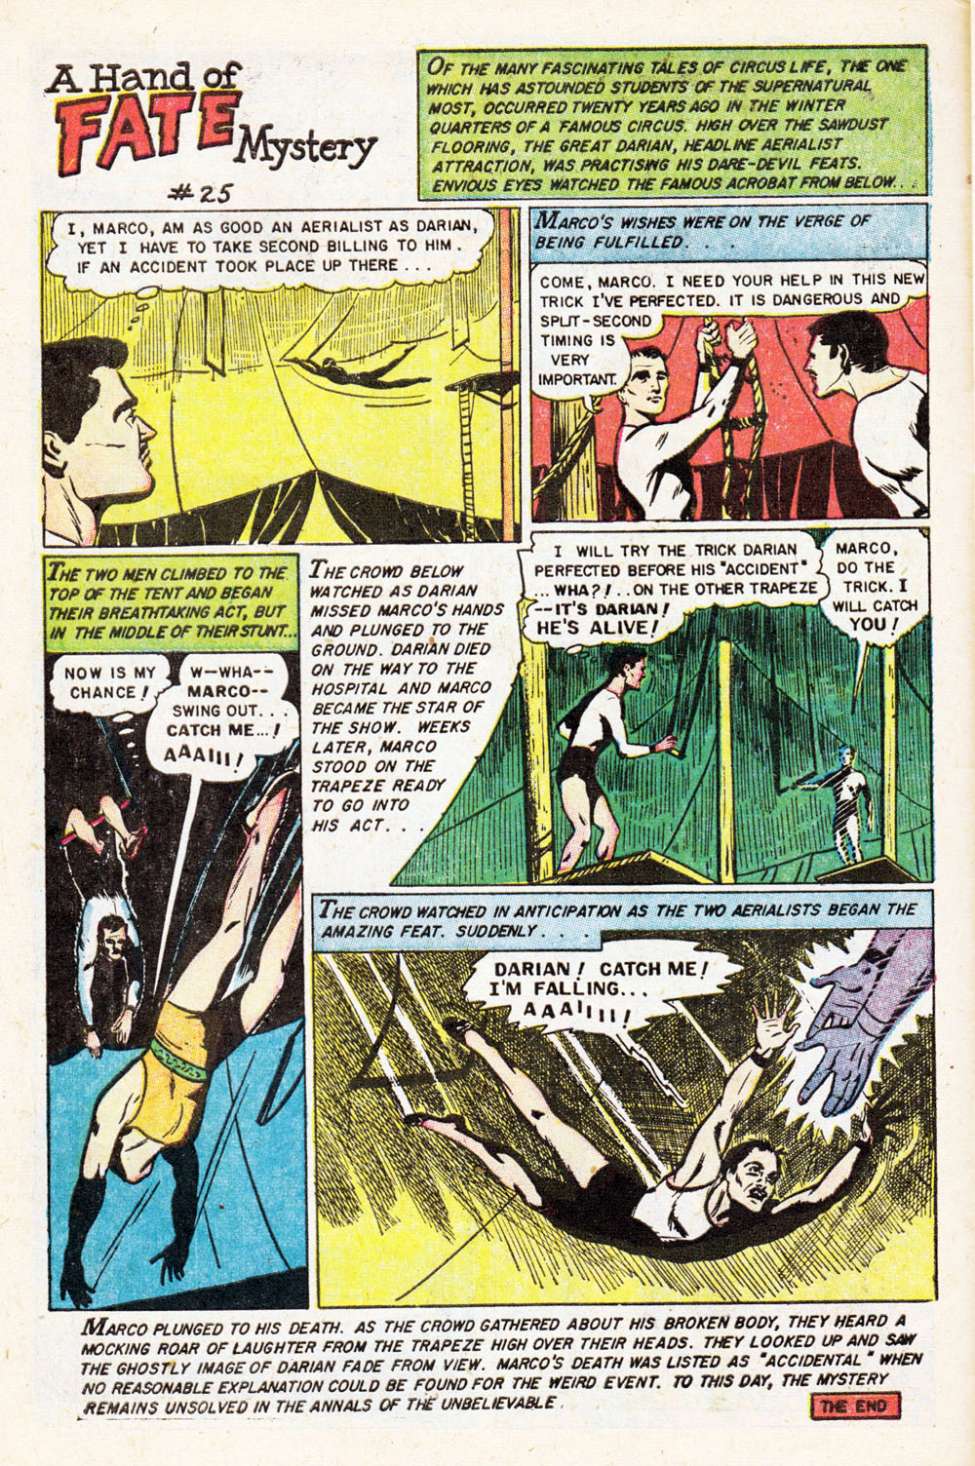 A Hand of
FATE
Mystery
#25
OF THE MANY FASCINATING TALES OF CIRCUS LIFE, THE ONE
WHICH HAS ASTOUNDED STUDENTS OF THE SUPERNATURAL
MOST, OCCURRED TWENTY YEARS AGO IN THE WINTER
QUARTERS OF A FAMOUS CIRCUS. HIGH OVER THE SAWDUST
FLOORING, THE GREAT DARIAN, HEADLINE AERIALIST
ATTRACTION, WAS PRACTISING HIS DARE-DEVIL FEATS.
ENVIOUS EYES WATCHED THE FAMOUS ACROBAT FROM BELOW...
I, MARCO, AM AS GOOD AN AERIALIST AS DARIAN,
YET I HAVE TO TAKE SECOND BILLING TO HIM.
IF AN ACCIDENT TOOK PLACE UP THERE...
MARCO'S WISHES WERE ON THE VERGE OF
BEING FULFILLED. . . .
COME, MARCO. I NEED YOUR HELP IN THIS NEW
TRICK I'VE PERFECTED. IT IS DANGEROUS AND
SPLIT-SECOND
TIMING IS
VERY
IMPORTANT.
THE TWO MEN CLIMBED TO THE
TOP OF THE TENT AND BEGAN
THEIR BREATHTAKING ACT, BUT
IN THE MIDDLE OF THEIR STUNT...
NOW IS MY
CHANCE!
W--WHA--
MARCO--
SWING OUT...
CATCH ME...!
AAAIII!
THE CROWD BELOW
WATCHED AS DARIAN
MISSED MARCO'S HANDS
AND PLUNGED TO THE
GROUND. DARIAN DIED
ON THE WAY TO THE
HOSPITAL AND MARCO
BECAME THE STAR OF
THE SHOW. WEEKS
LATER, MARCO
STOOD ON THE
TRAPEZE READY
TO GO INTO
HIS ACT. . .
I WILL TRY THE TRICK DARIAN
PERFECTED BEFORE HIS "ACCIDENT"
...WHA?!..ON THE OTHER TRAPEZE
--IT'S DARIAN!
HE'S ALIVE!
MARCO,
DO THE
TRICK. I
WILL CATCH
YOU!
THE CROWD WATCHED IN ANTICIPATION AS THE TWO AERIALISTS BEGAN THE
AMAZING FEAT. SUDDENLY . . .
DARIAN! CATCH ME!
I'M FALLING...
AAAIIII!
MARCO PLUNGED TO HIS DEATH. AS THE CROWD GATHERED ABOUT HIS BROKEN BODY, THEY HEARD A
MOCKING ROAR OF LAUGHTER FROM THE TRAPEZE HIGH OVER THEIR HEADS. THEY LOOKED UP AND SAW
THE GHOSTLY IMAGE OF DARIAN FADE FROM VIEW. MARCO'S DEATH WAS LISTED AS "ACCIDENTAL" WHEN
NO REASONABLE EXPLANATION COULD BE FOUND FOR THE WEIRD EVENT. TO THIS DAY, THE MYSTERY
REMAINS UNSOLVED IN THE ANNALS OF THE UNBELIEVABLE.
THE END